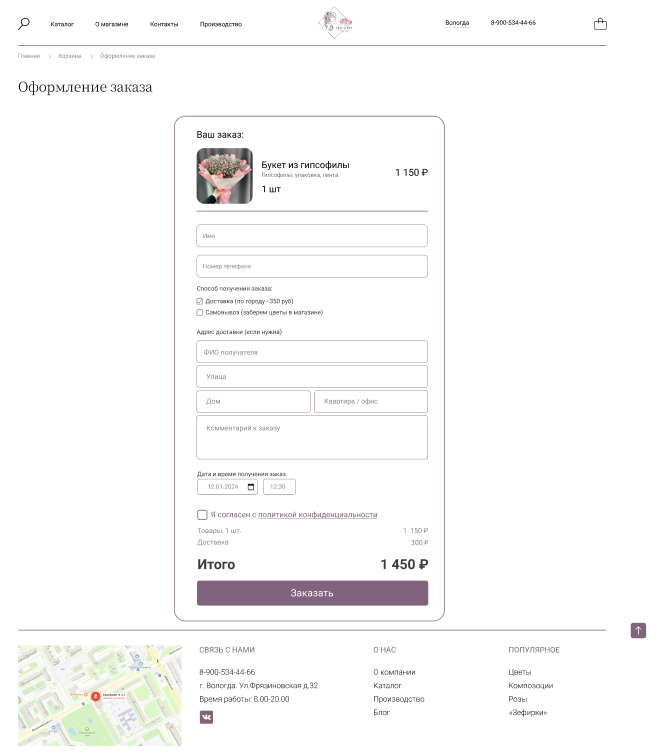 Каталог
О магазине
Контакты
Производство
Вологда
8-900-534-44-66
Главная > Корзина > Оформление заказа
Оформление заказа
Ваш заказ:
Букет из гипсофилы
Гипсофилы, упаковка, лента
1 шт
1 150 ₽
Имя
Номер телефона
Способ получения заказа:
Доставка (по городу - 350 руб)
Самовывоз (заберем цветы в магазине)
Адрес доставки (если нужна)
ФИО получателя
Улица
Дом
Квартира / офис
Комментарий к заказу
Дата и время получения заказ
12.01.2024
12:30
Я согласен с политикой конфиденциальности
Товары, 1 шт. 1 150 ₽
Доставка 300 ₽
Итого 1 450 ₽
Заказать
СВЯЗЬ С НАМИ
8-900-534-44-66
г. Вологда. Ул.Фрязиновская д.32
Время работы: 8.00-20.00
О НАС
О компании
Каталог
Производство
Блог
ПОПУЛЯРНОЕ
Цветы
Композоции
Розы
«Зефирки»